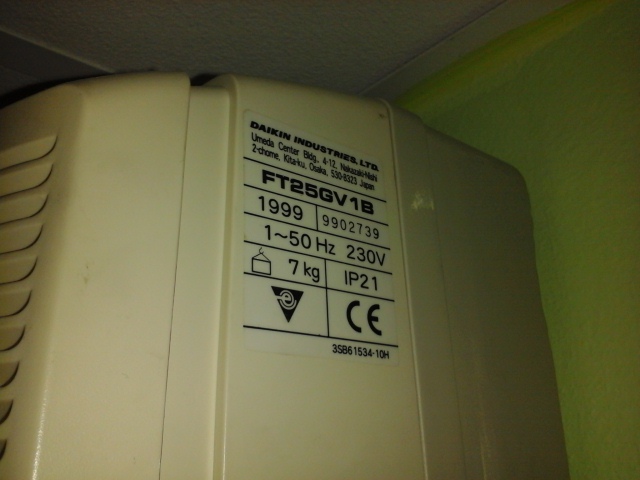 DAIKIN INDUSTRIES, LTD.
Umeda Center Bldg., 4-12, Nakazaki-Nishi
2-chome, Kita-ku, Osaka, 530-8323 Japan
FT25GV1B
1999 9902739
1~50 Hz 230V
7 kg IP21
e CE
3SB61534-10H